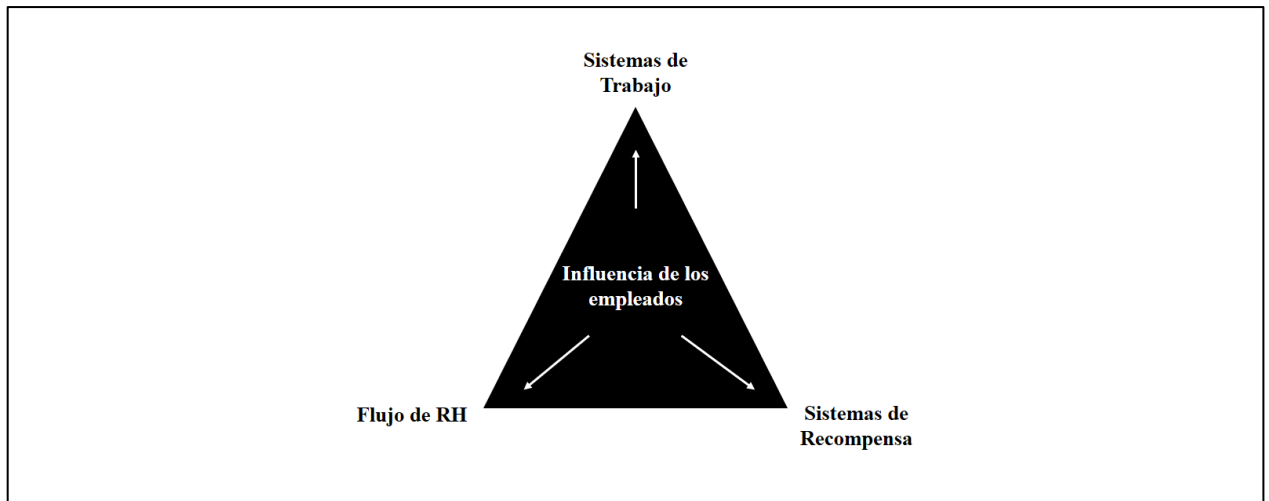 Sistemas de
Trabajo
Influencia de los
empleados
Flujo de RH
Sistemas de
Recompensa